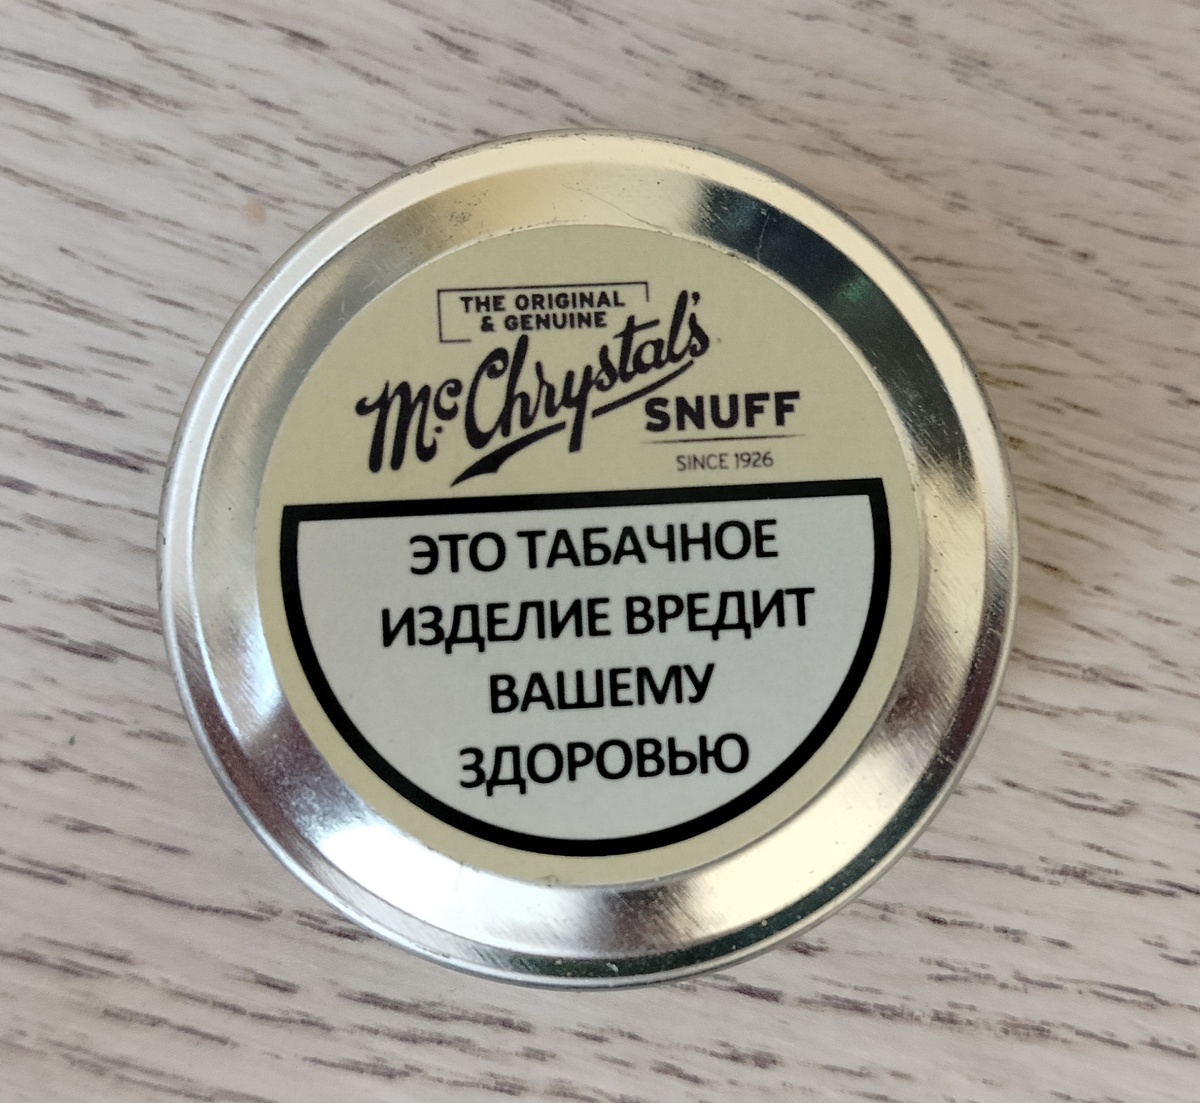 THE ORIGINAL
& GENUINE
McChrystal's
SNUFF
SINCE 1926
ЭТО ТАБАЧНОЕ
ИЗДЕЛИЕ ВРЕДИТ
ВАШЕМУ
ЗДОРОВЬЮ